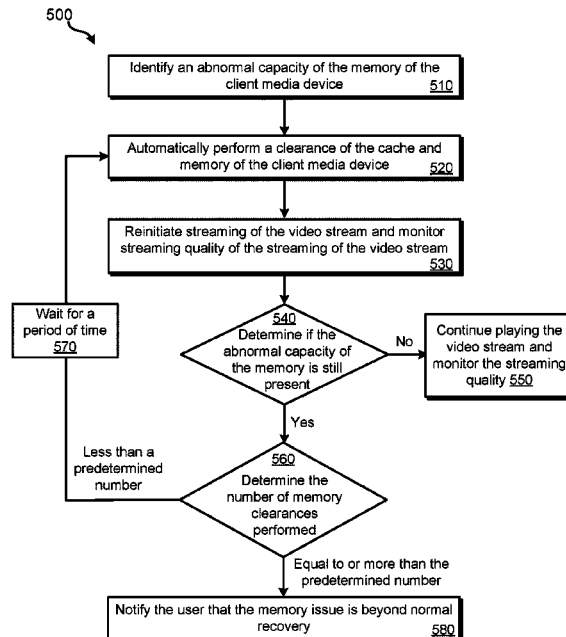 500
Identify an abnormal capacity of the memory of the
client media device
510
Automatically perform a clearance of the cache and
memory of the client media device
520
Reinitiate streaming of the video stream and monitor
streaming quality of the streaming of the video stream
530
Wait for a
period of time
570
540
Determine if the
abnormal capacity of
the memory is still
present
No
Continue playing the
video stream and
monitor the streaming
quality 550
Yes
Less than a
predetermined
number
560
Determine the
number of memory
clearances
performed
Equal to or more than the
predetermined number
Notify the user that the memory issue is beyond normal
recovery
580